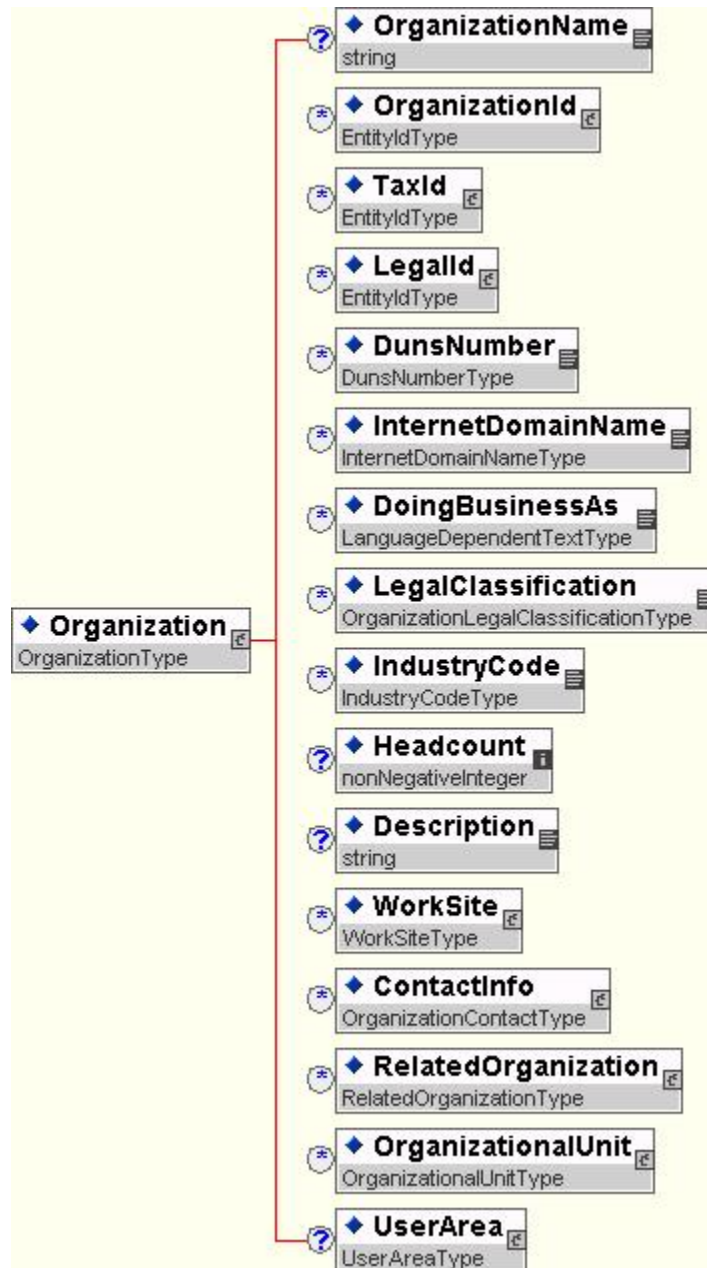 ?
OrganizationName
string
*
OrganizationId
EntityIdType
*
TaxId
EntityIdType
*
LegalId
EntityIdType
*
DunsNumber
DunsNumberType
*
InternetDomainName
InternetDomainNameType
*
DoingBusinessAs
LanguageDependentTextType
*
LegalClassification
OrganizationLegalClassificationType
Organization
OrganizationType
*
IndustryCode
IndustryCodeType
?
Headcount
nonNegativeInteger
?
Description
string
*
WorkSite
WorkSiteType
*
ContactInfo
OrganizationContactType
*
RelatedOrganization
RelatedOrganizationType
*
OrganizationalUnit
OrganizationalUnitType
?
UserArea
UserAreaType